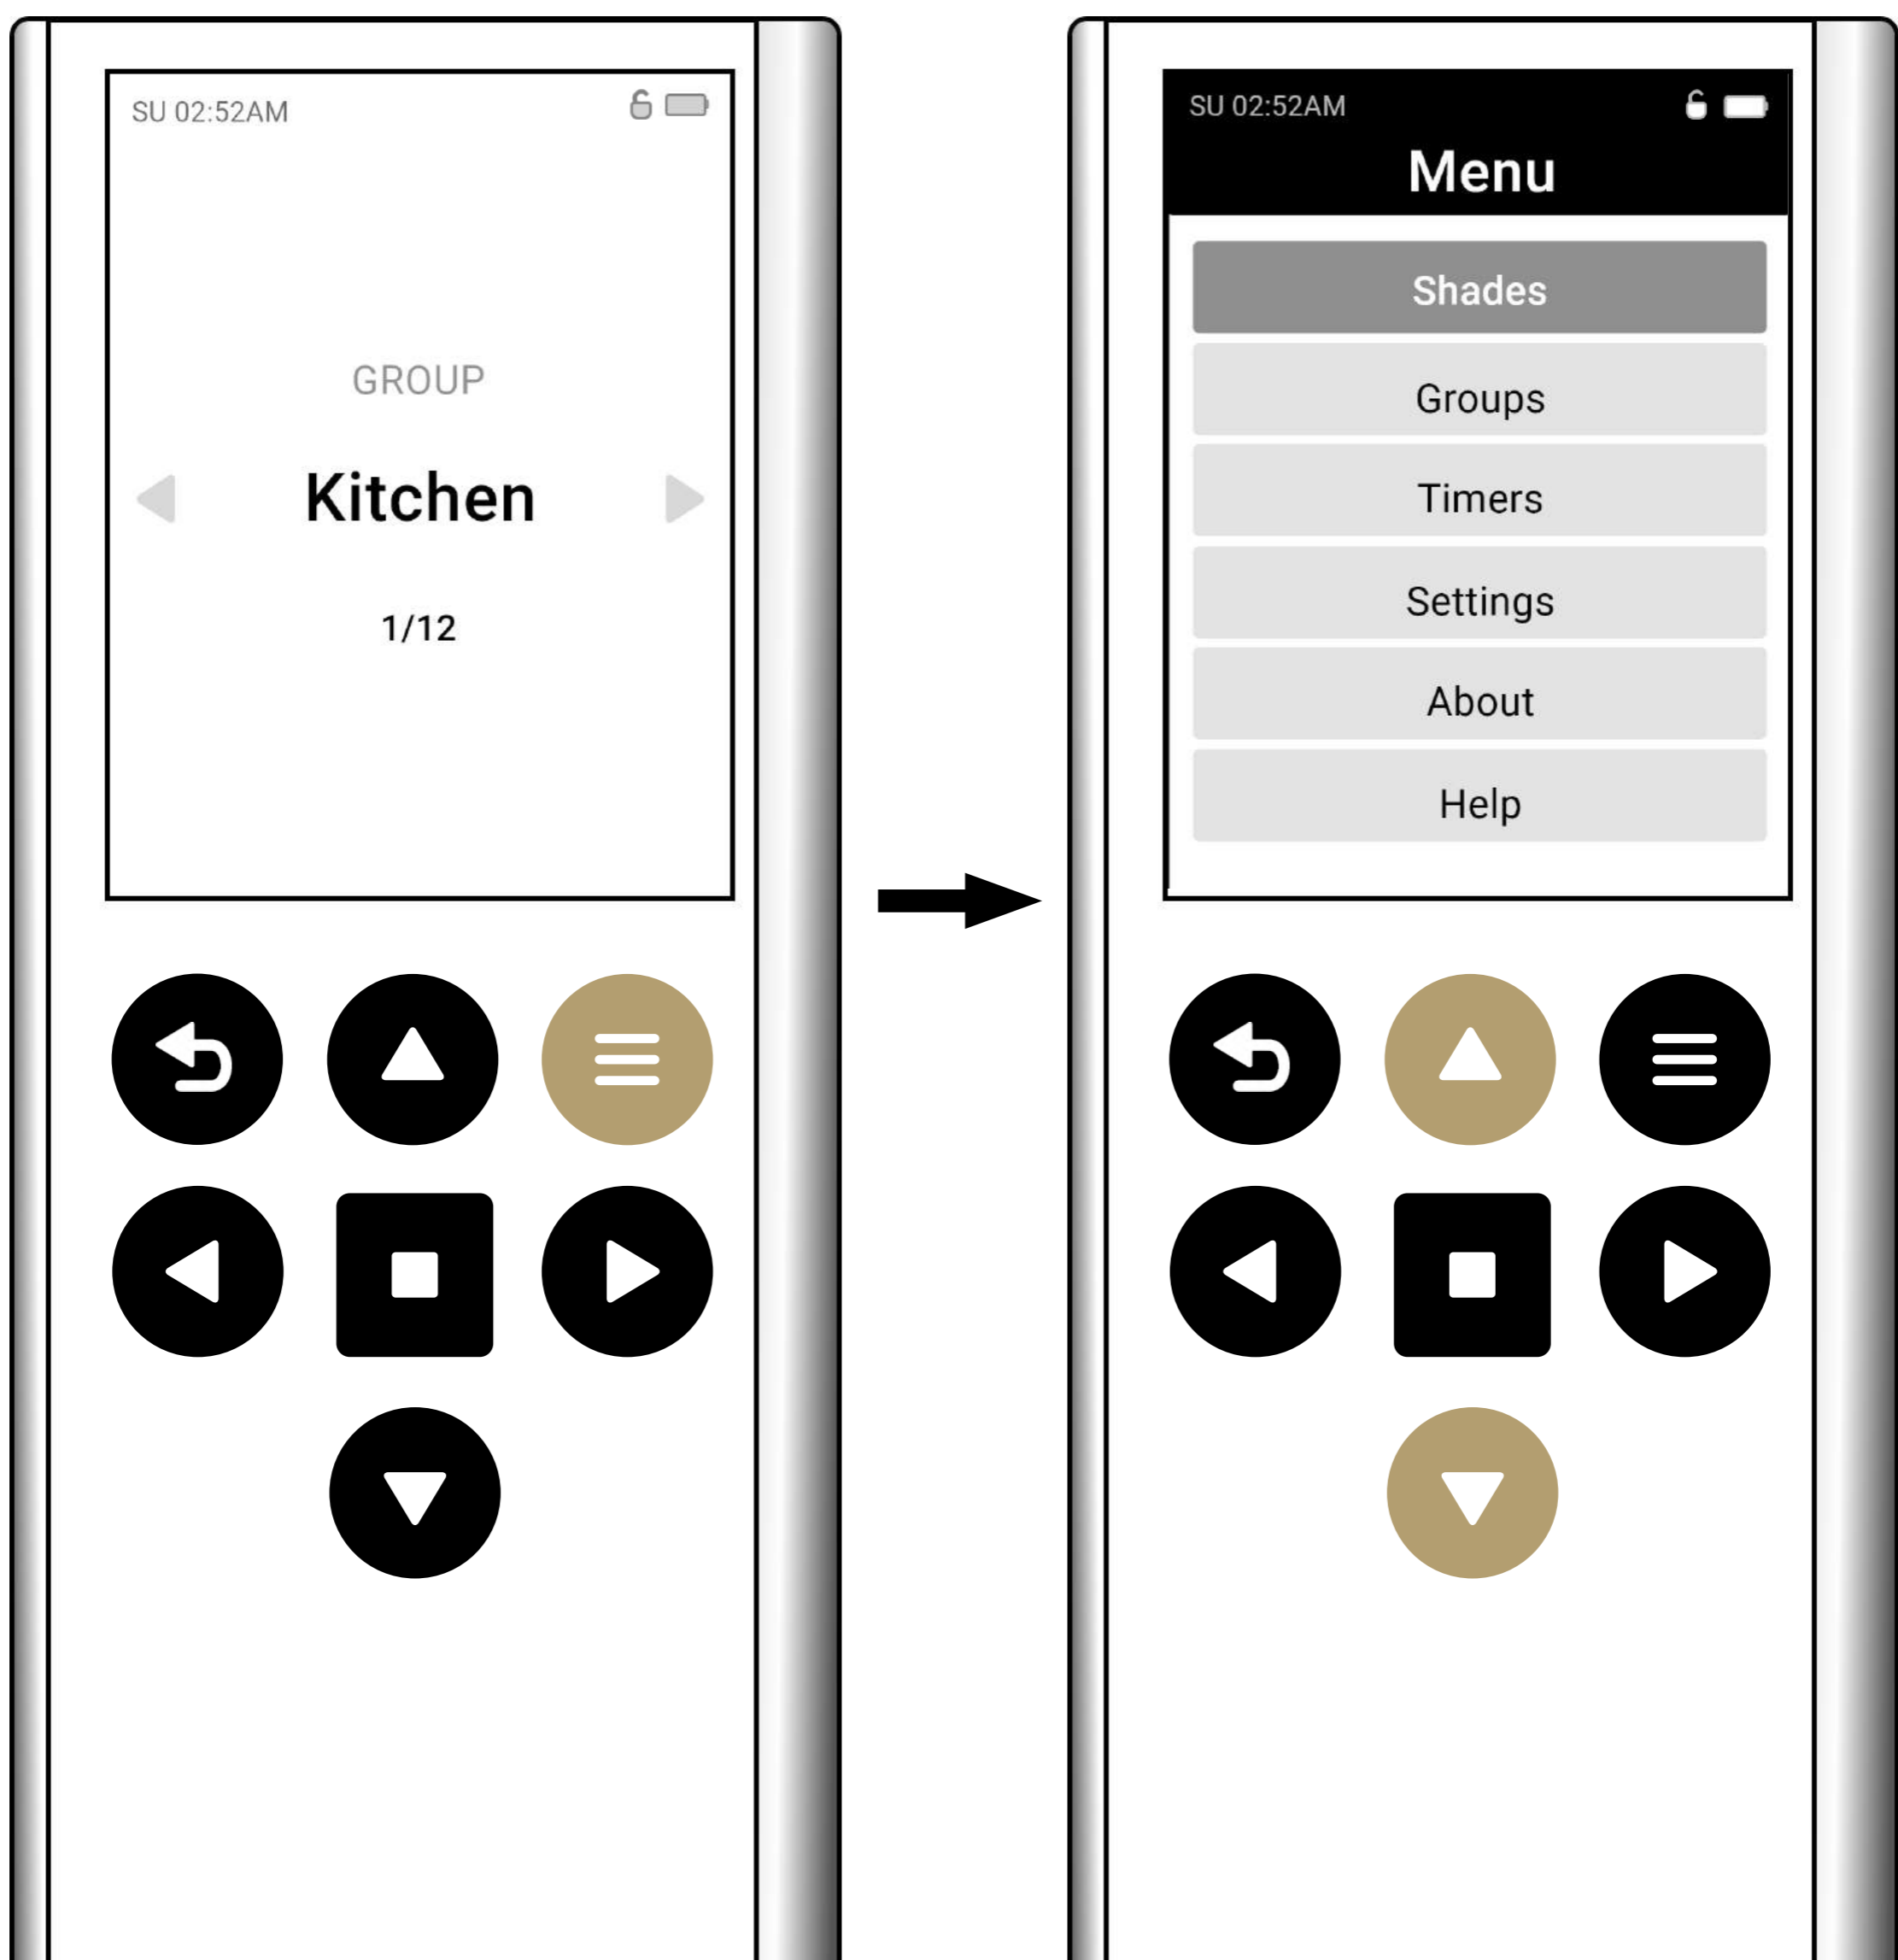 SU 02:52AM
GROUP
Kitchen
1/12
SU 02:52AM
Menu
Shades
Groups
Timers
Settings
About
Help